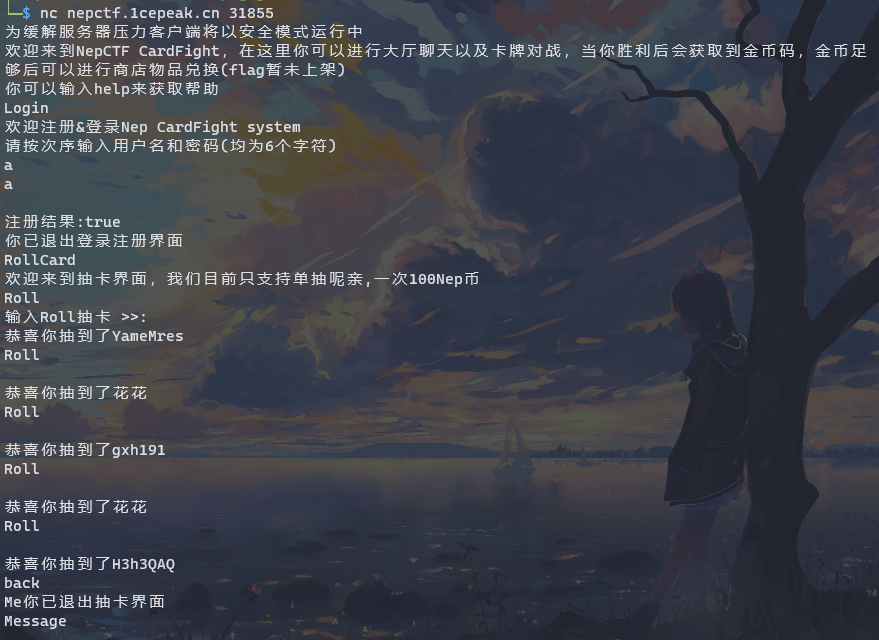 └─$ nc nepctf.1cepeak.cn 31855
为缓解服务器压力客户端将以安全模式运行中
欢迎来到NepCTF CardFight，在这里你可以进行大厅聊天以及卡牌对战，当你胜利后会获取到金币码，金币足
够后可以进行商店物品兑换(flag暂未上架)
你可以输入help来获取帮助
Login
欢迎注册&登录Nep CardFight system
请按次序输入用户名和密码(均为6个字符)
a
a
注册结果:true
你已退出登录注册界面
RollCard
欢迎来到抽卡界面，我们目前只支持单抽呢亲,一次100Nep币
Roll
输入Roll抽卡 >>:
恭喜你抽到了YameMres
Roll
恭喜你抽到了花花
Roll
恭喜你抽到了gxh191
Roll
恭喜你抽到了花花
Roll
恭喜你抽到了H3h3QAQ
back
Me你已退出抽卡界面
Message